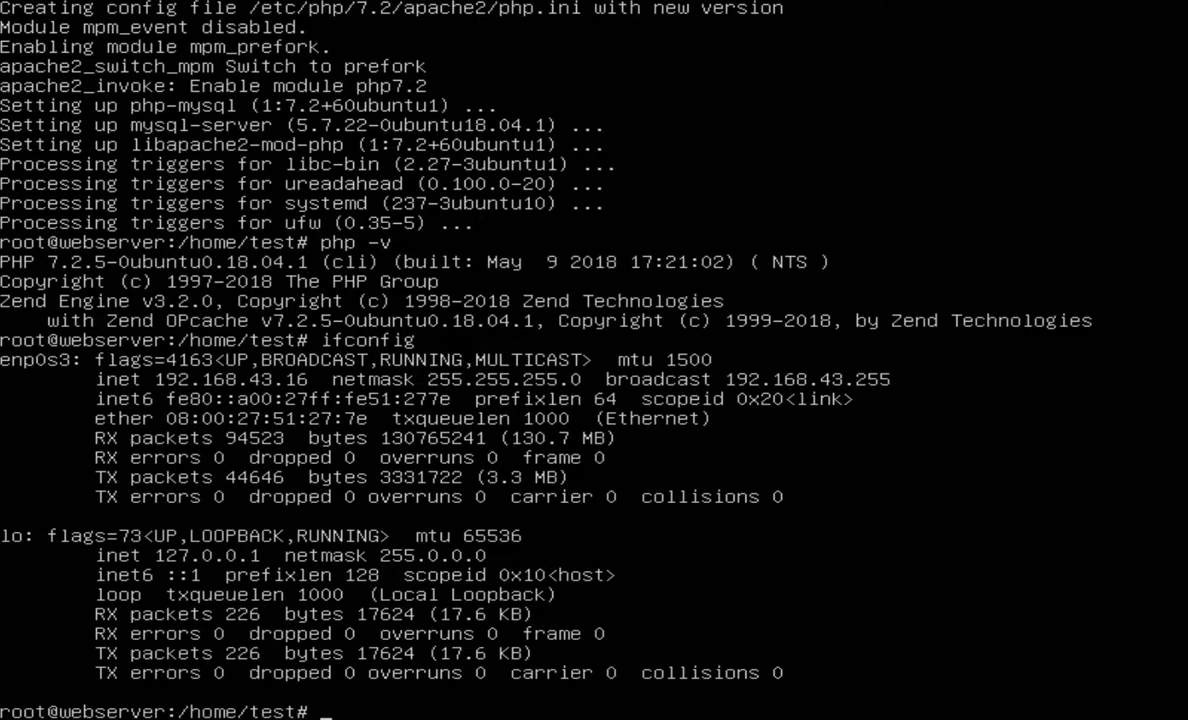 Creating config file /etc/php/7.2/apache2/php.ini with new version
Module mpm_event disabled.
Enabling module mpm_prefork.
apache2_switch_mpm Switch to prefork
apache2_invoke: Enable module php7.2
Setting up php-mysql (1:7.2+60ubuntu1) ...
Setting up mysql-server (5.7.22-0ubuntu18.04.1) ...
Setting up libapache2-mod-php (1:7.2+60ubuntu1) ...
Processing triggers for libc-bin (2.27-3ubuntu1) ...
Processing triggers for ureadahead (0.100.0-20) ...
Processing triggers for systemd (237-3ubuntu10) ...
Processing triggers for ufw (0.35-5) ...
root@webserver:/home/test# php -v
PHP 7.2.5-0ubuntu0.18.04.1 (cli) (built: May  9 2018 17:21:02) ( NTS )
Copyright (c) 1997-2018 The PHP Group
Zend Engine v3.2.0, Copyright (c) 1998-2018 Zend Technologies
    with Zend OPcache v7.2.5-0ubuntu0.18.04.1, Copyright (c) 1999-2018, by Zend Technologies
root@webserver:/home/test# ifconfig
enp0s3: flags=4163<UP,BROADCAST,RUNNING,MULTICAST>  mtu 1500
        inet 192.168.43.16  netmask 255.255.255.0  broadcast 192.168.43.255
        inet6 fe80::a00:27ff:fe51:277e  prefixlen 64  scopeid 0x20<link>
        ether 08:00:27:51:27:7e  txqueuelen 1000  (Ethernet)
        RX packets 94523  bytes 130765241 (130.7 MB)
        RX errors 0  dropped 0  overruns 0  frame 0
        TX packets 44646  bytes 3331722 (3.3 MB)
        TX errors 0  dropped 0 overruns 0  carrier 0  collisions 0

lo: flags=73<UP,LOOPBACK,RUNNING>  mtu 65536
        inet 127.0.0.1  netmask 255.0.0.0
        inet6 ::1  prefixlen 128  scopeid 0x10<host>
        loop  txqueuelen 1000  (Local Loopback)
        RX packets 226  bytes 17624 (17.6 KB)
        RX errors 0  dropped 0  overruns 0  frame 0
        TX packets 226  bytes 17624 (17.6 KB)
        TX errors 0  dropped 0 overruns 0  carrier 0  collisions 0

root@webserver:/home/test# _